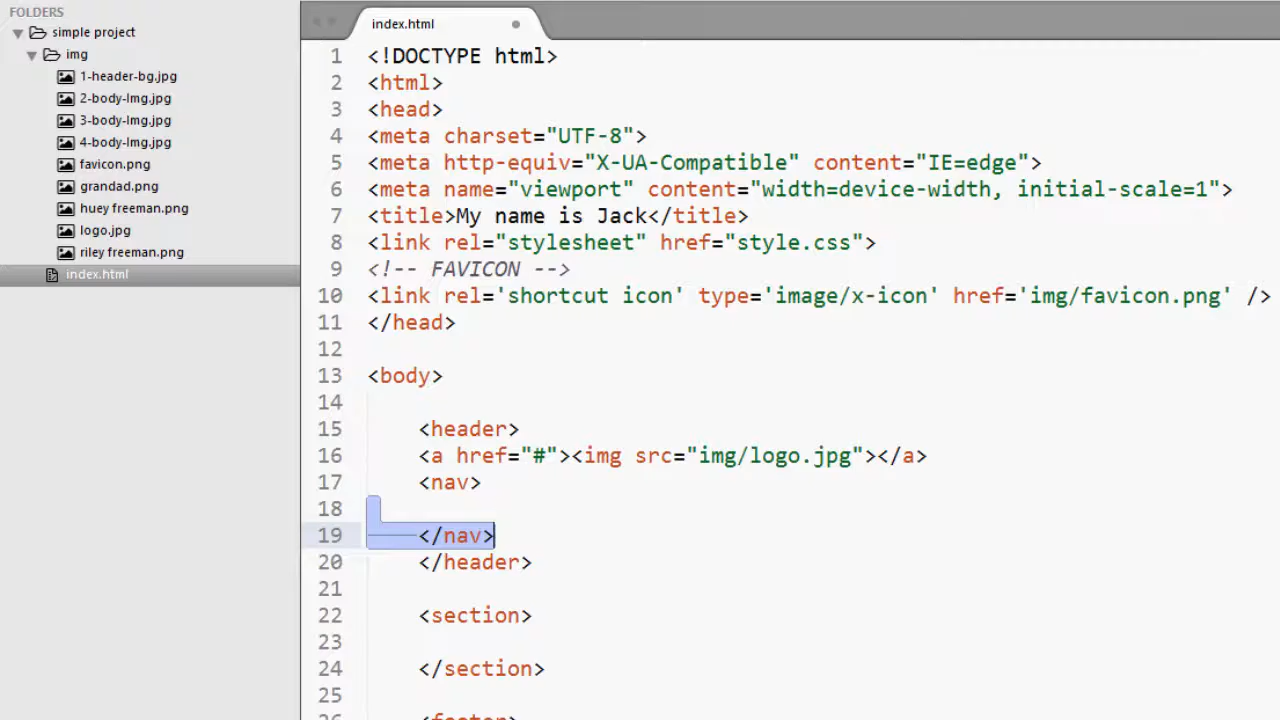 FOLDERS
simple project
img
1-header-bg.jpg
2-body-Img.jpg
3-body-Img.jpg
4-body-Img.jpg
favicon.png
grandad.png
huey freeman.png
logo.jpg
riley freeman.png
index.html
index.html
1 <!DOCTYPE html>
2 <html>
3 <head>
4 <meta charset="UTF-8">
5 <meta http-equiv="X-UA-Compatible" content="IE=edge">
6 <meta name="viewport" content="width=device-width, initial-scale=1">
7 <title>My name is Jack</title>
8 <link rel="stylesheet" href="style.css">
9 <!-- FAVICON -->
10 <link rel='shortcut icon' type='image/x-icon' href='img/favicon.png' />
11 </head>
12
13 <body>
14
15 <header>
16 <a href="#"><img src="img/logo.jpg"></a>
17 <nav>
18
19 </nav>
20 </header>
21
22 <section>
23
24 </section>
25
26 <footer>